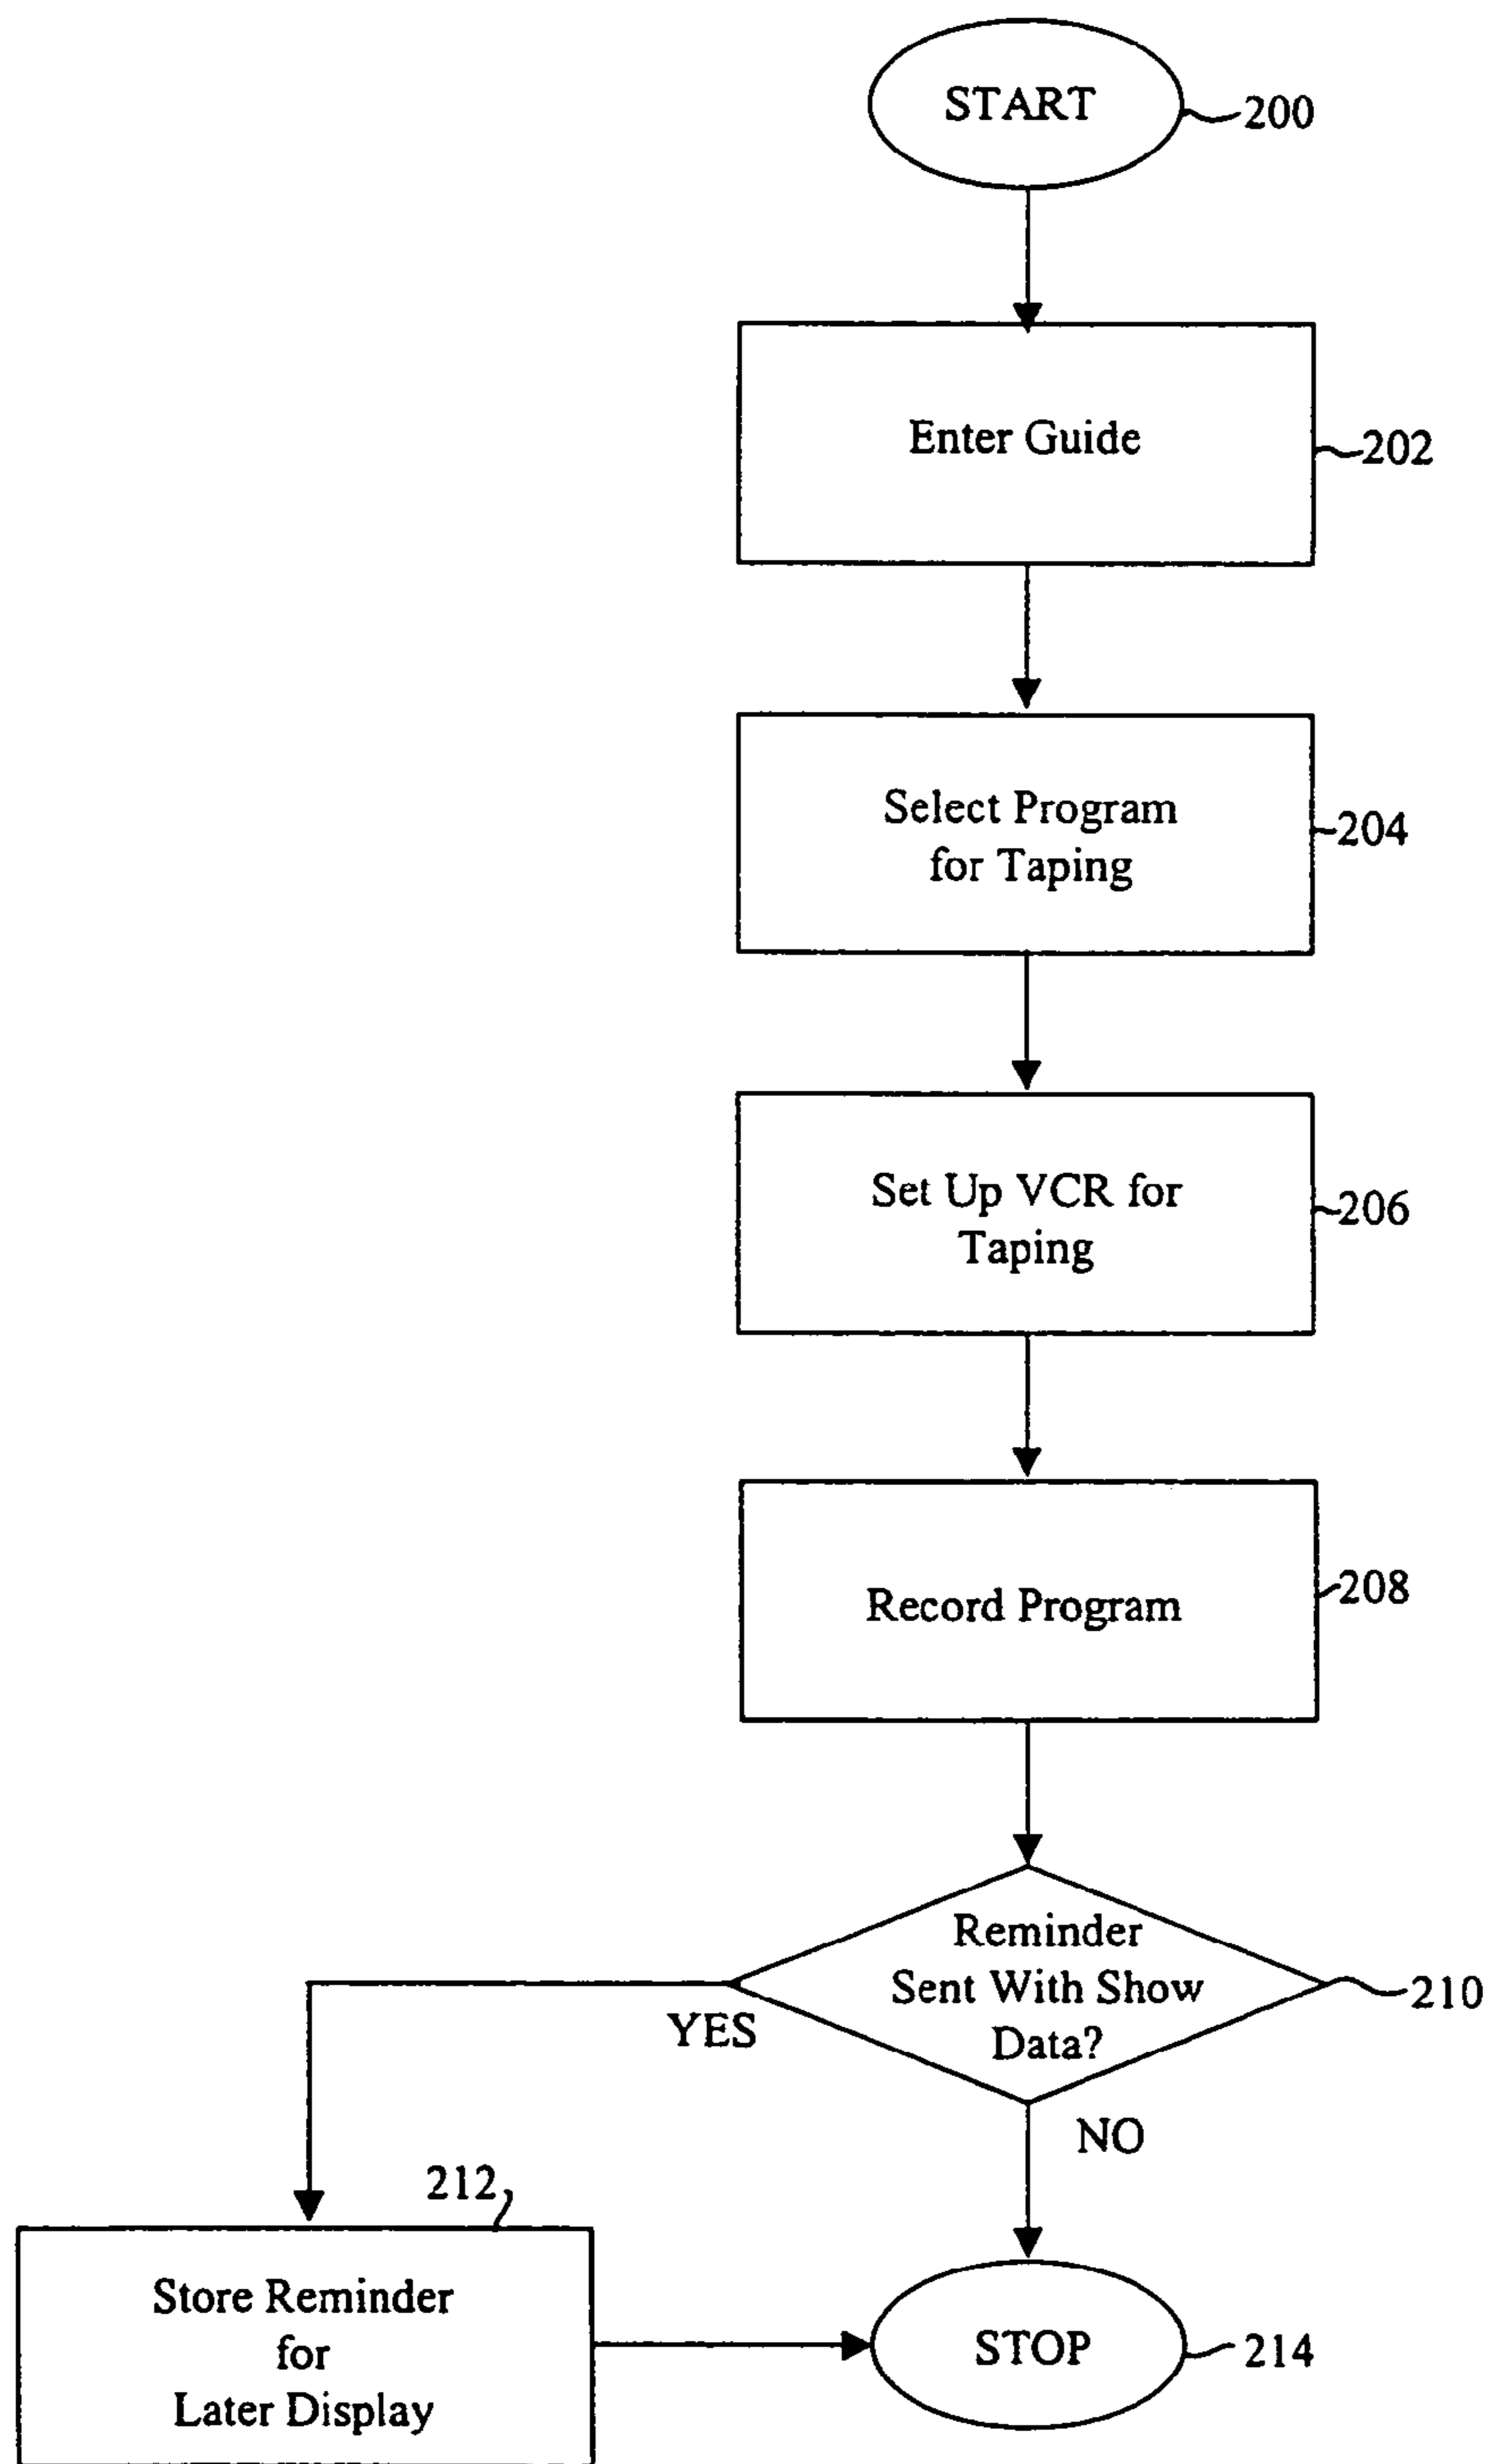 START
200
Enter Guide
202
Select Program
for Taping
204
Set Up VCR for
Taping
206
Record Program
208
Reminder
Sent With Show
Data?
210
YES
NO
212
Store Reminder
for
Later Display
STOP
214